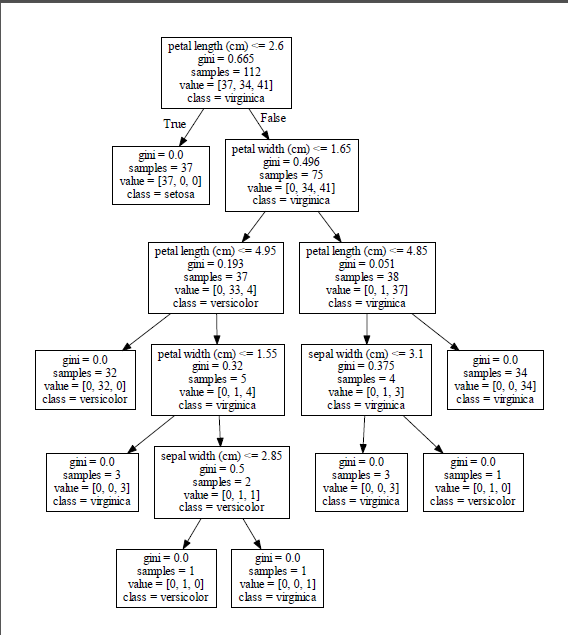 petal length (cm) <= 2.6
gini = 0.665
samples = 112
value = [37, 34, 41]
class = virginica
True
False
gini = 0.0
samples = 37
value = [37, 0, 0]
class = setosa
petal width (cm) <= 1.65
gini = 0.496
samples = 75
value = [0, 34, 41]
class = virginica
petal length (cm) <= 4.95
gini = 0.193
samples = 37
value = [0, 33, 4]
class = versicolor
petal length (cm) <= 4.85
gini = 0.051
samples = 38
value = [0, 1, 37]
class = virginica
gini = 0.0
samples = 32
value = [0, 32, 0]
class = versicolor
petal width (cm) <= 1.55
gini = 0.32
samples = 5
value = [0, 1, 4]
class = virginica
sepal width (cm) <= 3.1
gini = 0.375
samples = 4
value = [0, 1, 3]
class = virginica
gini = 0.0
samples = 34
value = [0, 0, 34]
class = virginica
gini = 0.0
samples = 3
value = [0, 0, 3]
class = virginica
sepal width (cm) <= 2.85
gini = 0.5
samples = 2
value = [0, 1, 1]
class = versicolor
gini = 0.0
samples = 3
value = [0, 0, 3]
class = virginica
gini = 0.0
samples = 1
value = [0, 1, 0]
class = versicolor
gini = 0.0
samples = 1
value = [0, 1, 0]
class = versicolor
gini = 0.0
samples = 1
value = [0, 0, 1]
class = virginica